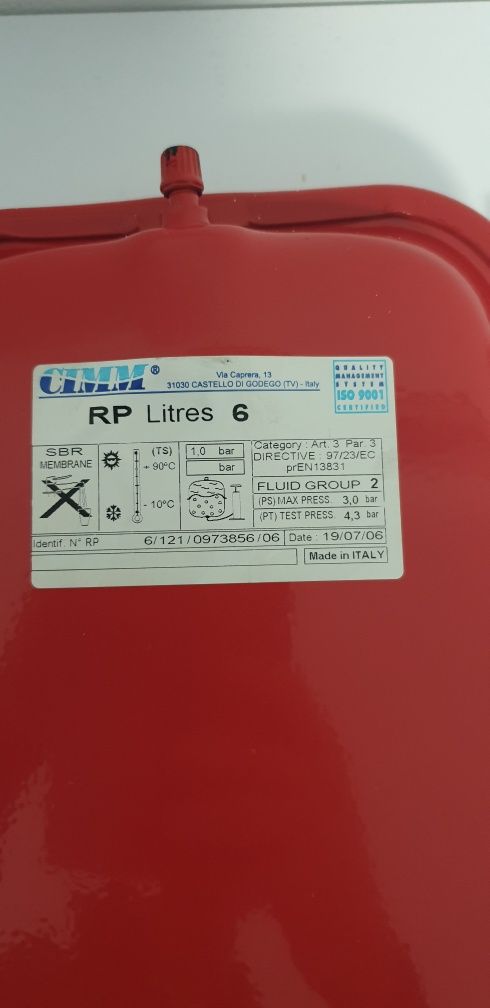 CIMM®
Via Caprera, 13
31030 CASTELLO DI GODEGO (TV) - Italy
QUALITY
MANAGEMENT
SYSTEM
ISO 9001
CERTIFIED
RP Litres 6
SBR
MEMBRANE
(TS)
+ 90°C
- 10°C
1,0 bar
bar
Category : Art. 3 Par. 3
DIRECTIVE : 97/23/EC
prEN13831
FLUID GROUP 2
(PS) MAX PRESS. 3,0 bar
(PT) TEST PRESS. 4,3 bar
Identif. N° RP 6/121/0973856/06 Date : 19/07/06
Made in ITALY